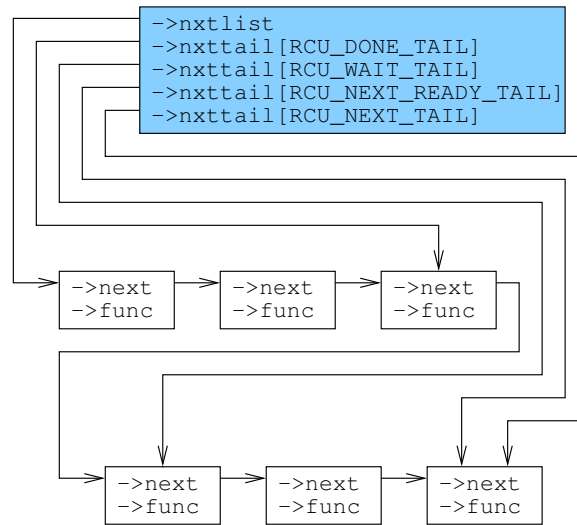 ->nxtlist
->nxttail[RCU_DONE_TAIL]
->nxttail[RCU_WAIT_TAIL]
->nxttail[RCU_NEXT_READY_TAIL]
->nxttail[RCU_NEXT_TAIL]
->next ->next ->next
->func ->func ->func
->next ->next ->next
->func ->func ->func